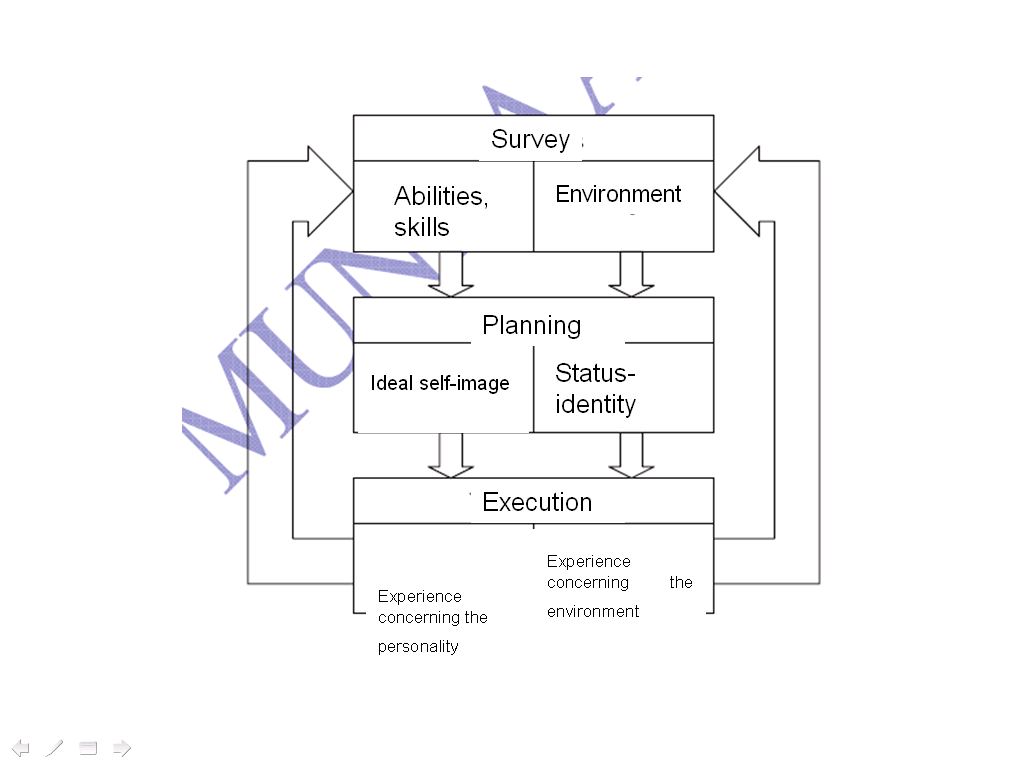 Survey
Abilities,
skills
Environment
Planning
Ideal self-image
Status-
identity
Execution
Experience
concerning the
personality
Experience
concerning the
environment
MUN